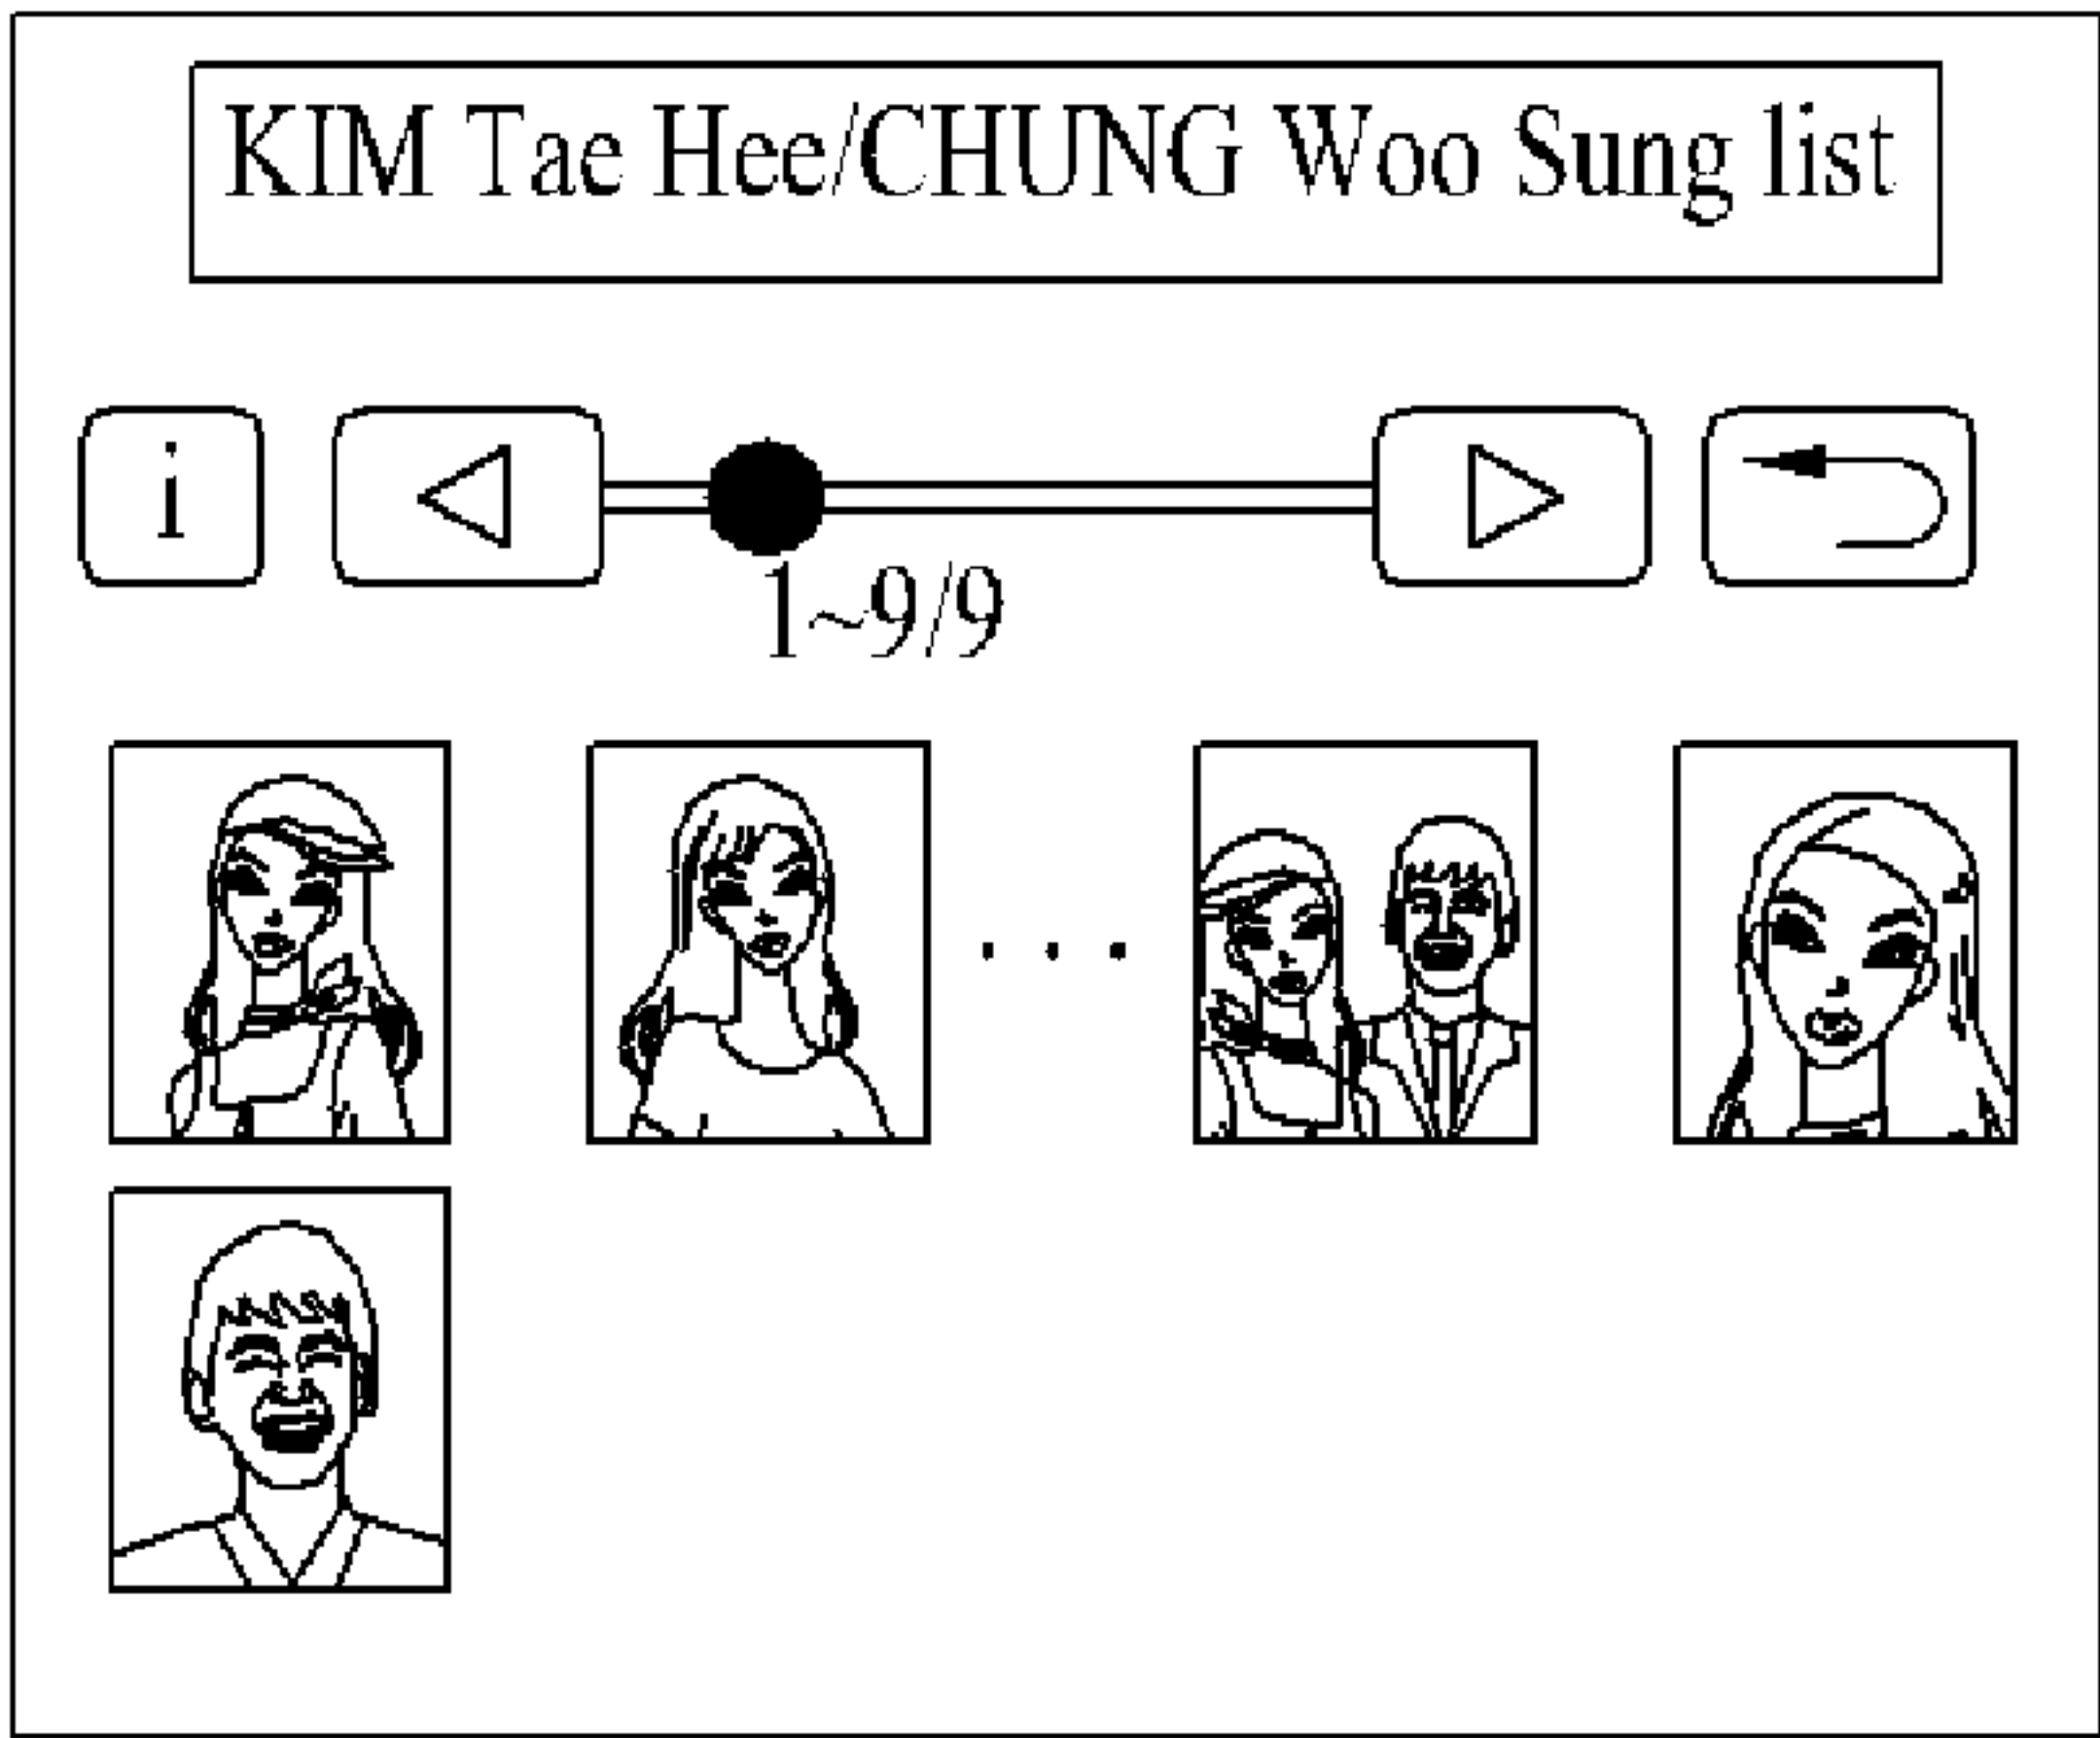 KIM Tae Hee/CHUNG Woo Sung list
i
1~9/9
. . .